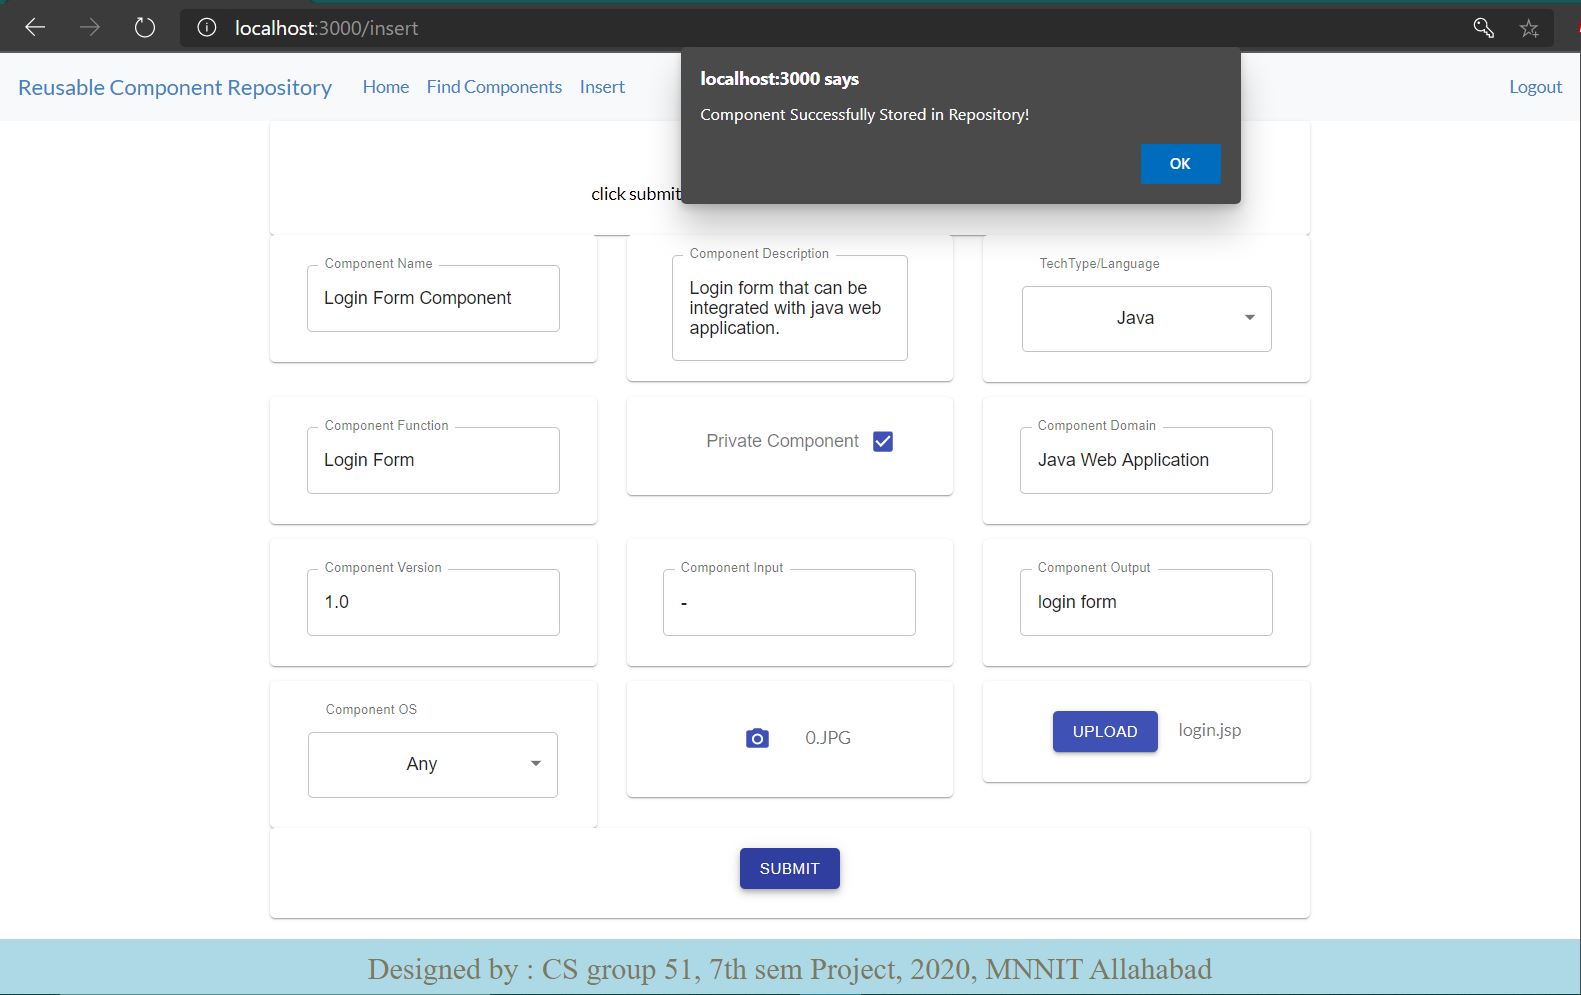 localhost:3000/insert
Reusable Component Repository Home Find Components Insert Logout
localhost:3000 says
Component Successfully Stored in Repository!
OK
click submit
Component Name
Login Form Component
Component Description
Login form that can be
integrated with java web
application.
TechType/Language
Java
Component Function
Login Form
Private Component
Component Domain
Java Web Application
Component Version
1.0
Component Input
-
Component Output
login form
Component OS
Any
0.JPG
UPLOAD login.jsp
SUBMIT
Designed by : CS group 51, 7th sem Project, 2020, MNNIT Allahabad